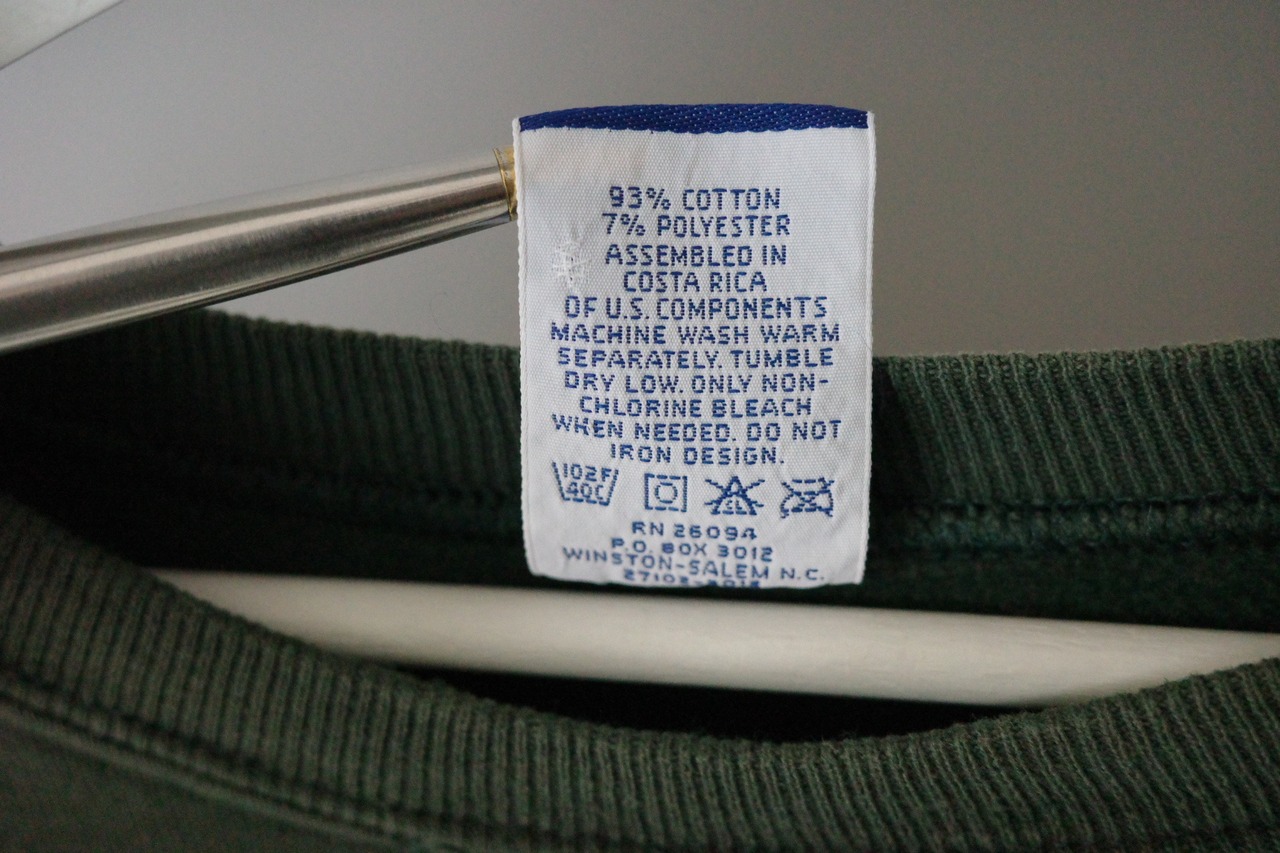 93% COTTON
7% POLYESTER
ASSEMBLED IN
COSTA RICA
OF U.S. COMPONENTS
MACHINE WASH WARM
SEPARATELY. TUMBLE
DRY LOW. ONLY NON-
CHLORINE BLEACH
WHEN NEEDED. DO NOT
IRON DESIGN.
102F
40C
RN 26094
P.O. BOX 3012
WINSTON-SALEM N.C.